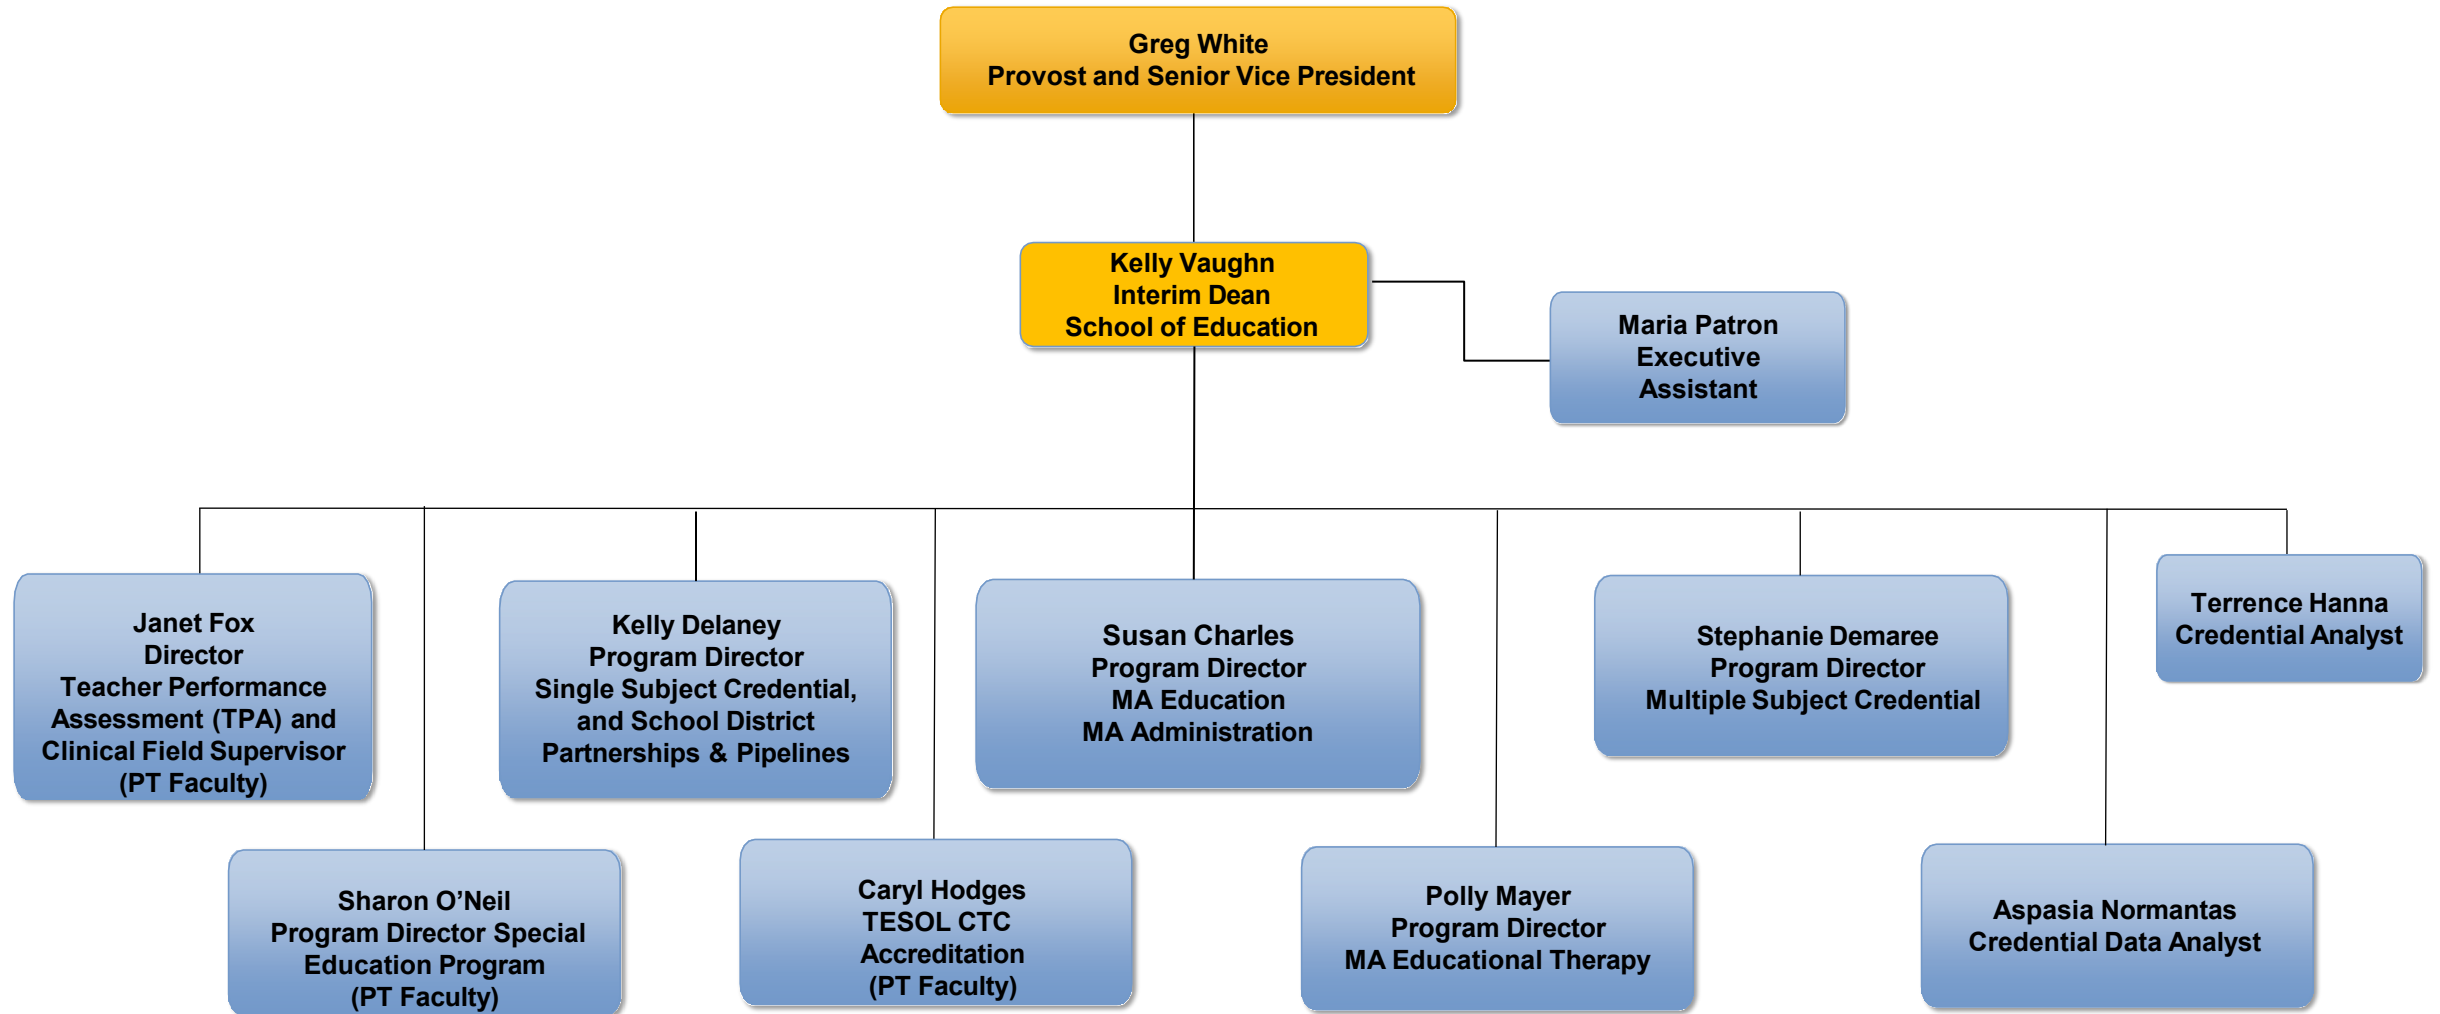 Greg White
Provost and Senior Vice President
Kelly Vaughn
Interim Dean
School of Education
Maria Patron
Executive
Assistant
Janet Fox
Director
Teacher Performance
Assessment (TPA) and
Clinical Field Supervisor
(PT Faculty)
Kelly Delaney
Program Director
Single Subject Credential,
and School District
Partnerships & Pipelines
Susan Charles
Program Director
MA Education
MA Administration
Stephanie Demaree
Program Director
Multiple Subject Credential
Terrence Hanna
Credential Analyst
Sharon O’Neil
Program Director Special
Education Program
(PT Faculty)
Caryl Hodges
TESOL CTC
Accreditation
(PT Faculty)
Polly Mayer
Program Director
MA Educational Therapy
Aspasia Normantas
Credential Data Analyst